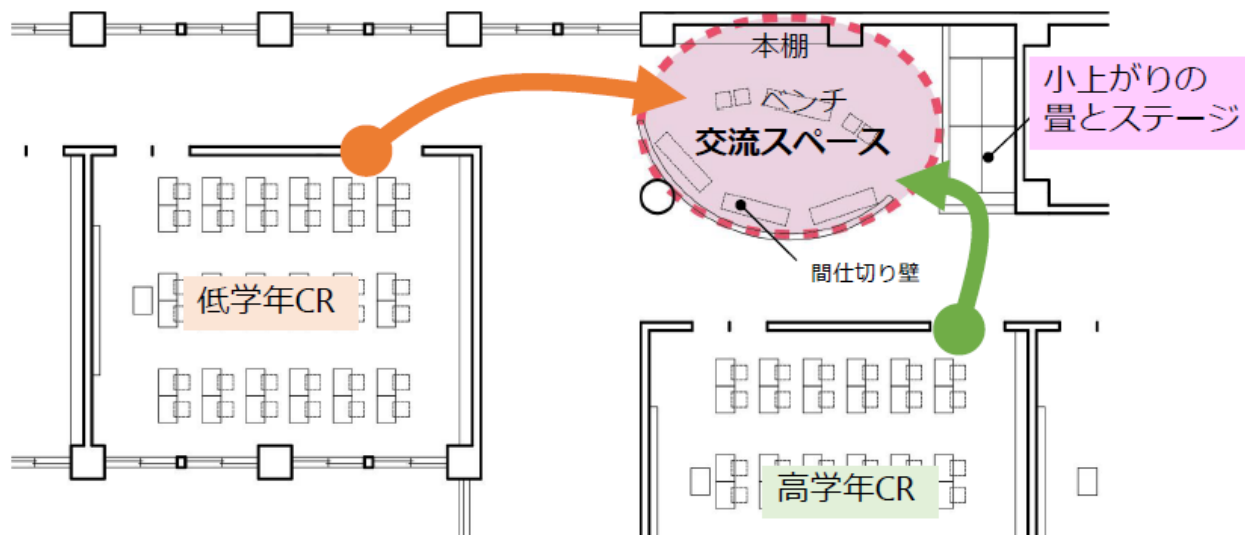 本棚
ベンチ
交流スペース
小上がりの
畳とステージ
間仕切り壁
低学年CR
高学年CR